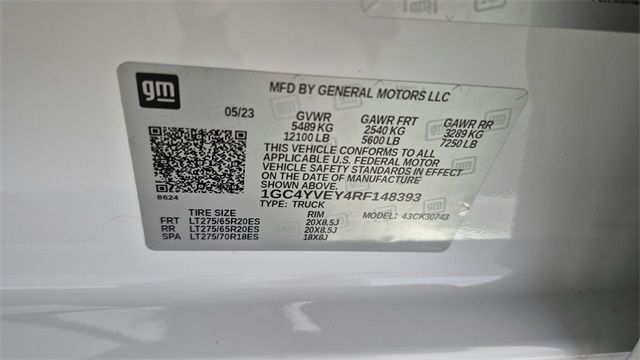 gm
MFD BY GENERAL MOTORS LLC
05/23
GVWR GAWR FRT GAWR RR
5489 KG 2540 KG 3289 KG
12100 LB 5600 LB 7250 LB
THIS VEHICLE CONFORMS TO ALL
APPLICABLE U.S. FEDERAL MOTOR
VEHICLE SAFETY STANDARDS IN EFFECT
ON THE DATE OF MANUFACTURE
SHOWN ABOVE.
1GC4YVEY4RF148393
8624
TYPE: TRUCK
TIRE SIZE RIM MODEL: 43CK30743
FRT LT275/65R20ES 20X8.5J
RR LT275/65R20ES 20X8.5J
SPA LT275/70R18ES 18X8J